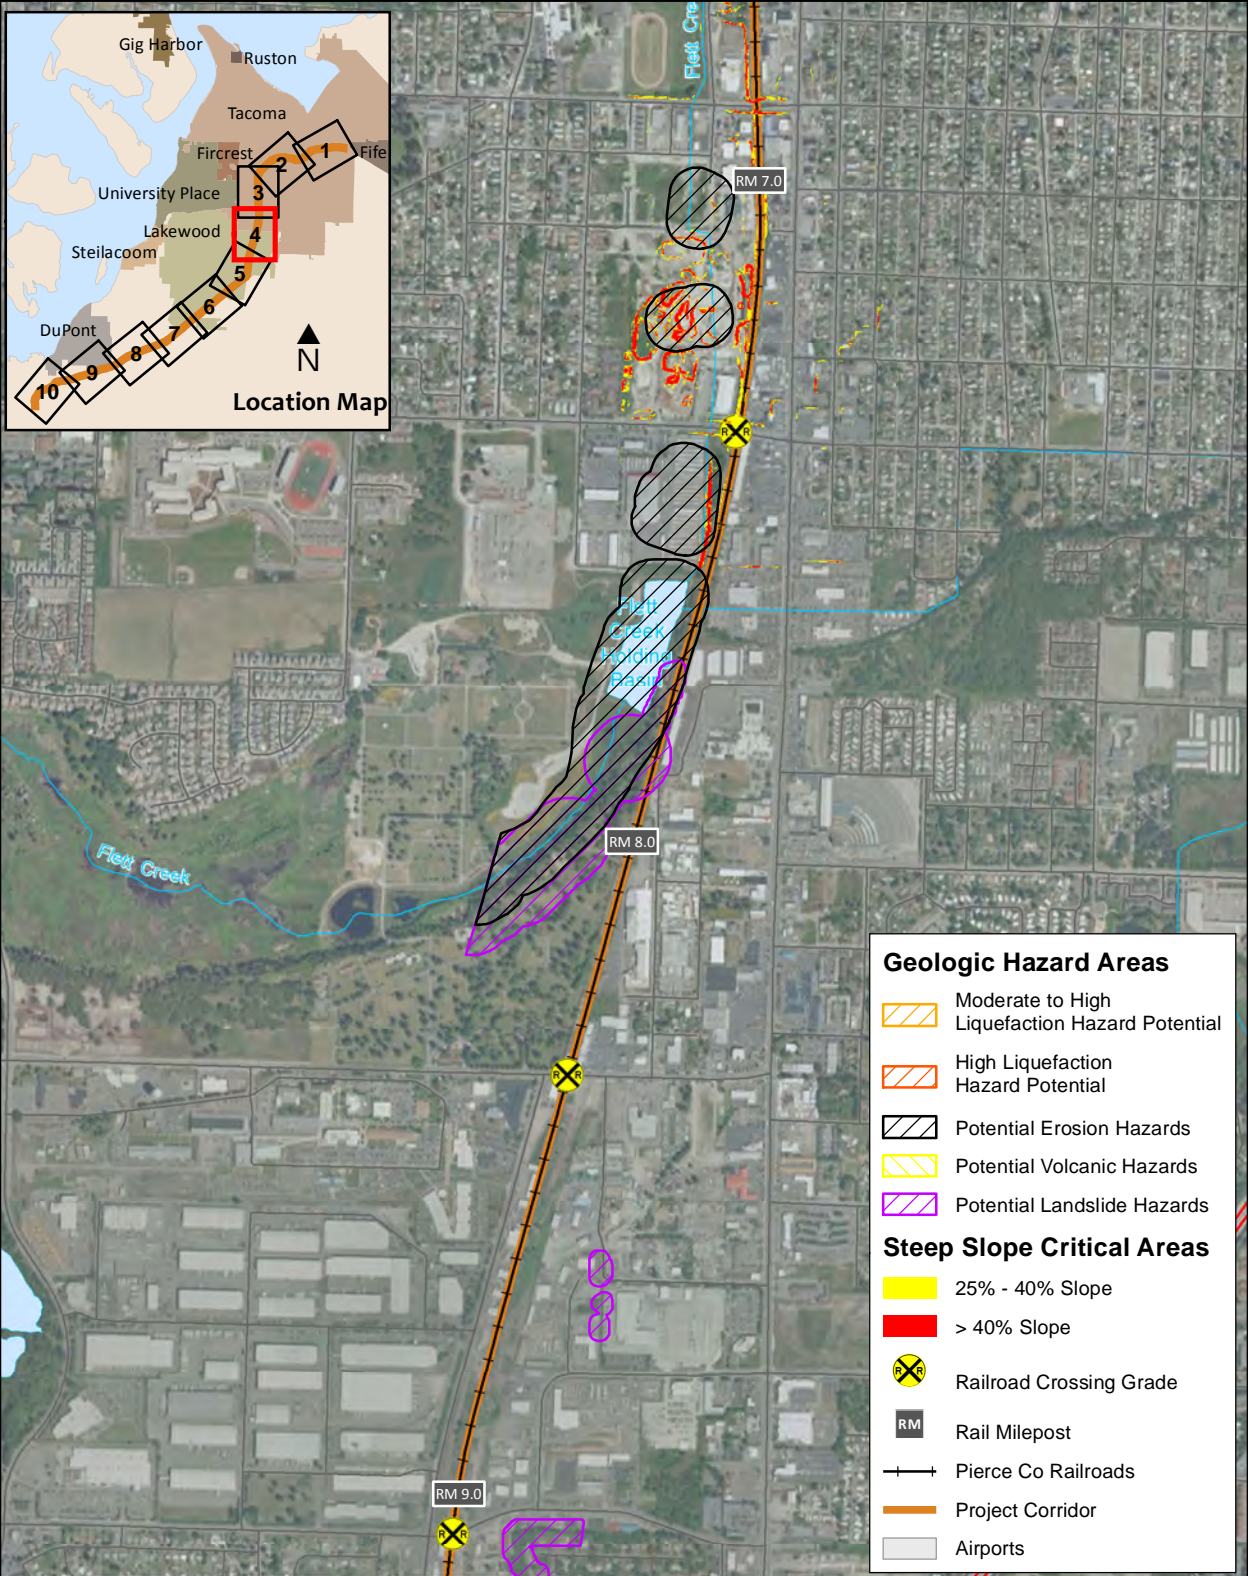 Gig Harbor
Ruston
Tacoma
Fircrest
Fife
University Place
Lakewood
Steilacoom
DuPont
1
2
3
4
5
6
7
8
9
10
N
Location Map
Flett Cre
RM 7.0
R R
Flett
Creek
Holding
Basin
RM 8.0
Flett Creek
R R
RM 9.0
R R
Geologic Hazard Areas
Moderate to High
Liquefaction Hazard Potential
High Liquefaction
Hazard Potential
Potential Erosion Hazards
Potential Volcanic Hazards
Potential Landslide Hazards
Steep Slope Critical Areas
25% - 40% Slope
> 40% Slope
R R
Railroad Crossing Grade
RM
Rail Milepost
Pierce Co Railroads
Project Corridor
Airports